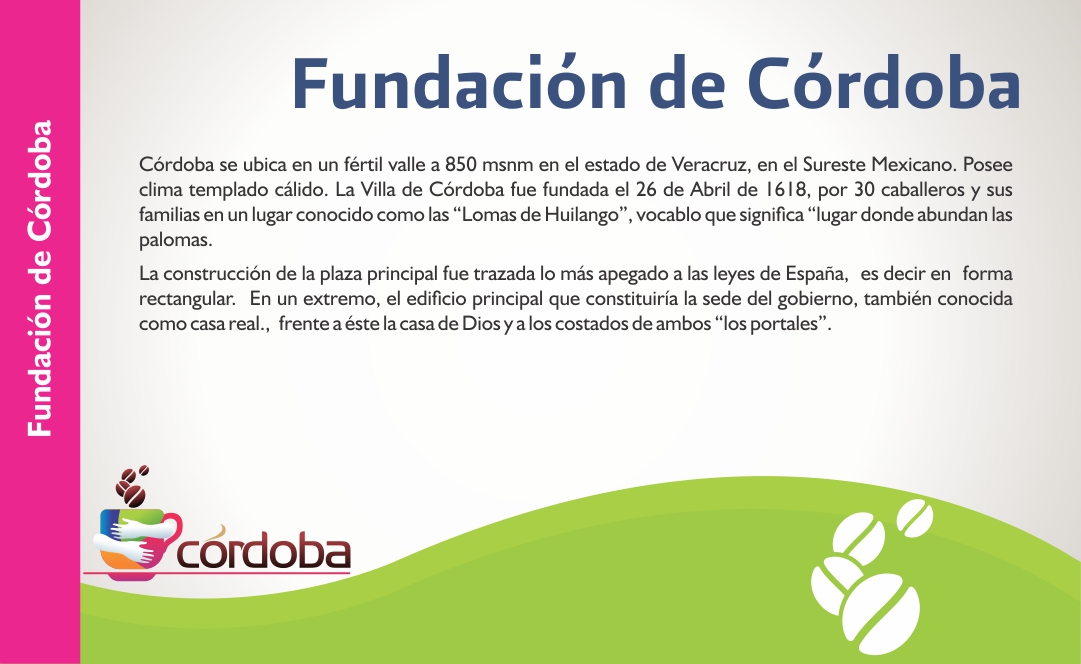 Fundación de Córdoba
Fundación de Córdoba
Córdoba se ubica en un fértil valle a 850 msnm en el estado de Veracruz, en el Sureste Mexicano. Posee
clima templado cálido. La Villa de Córdoba fue fundada el 26 de Abril de 1618, por 30 caballeros y sus
familias en un lugar conocido como las “Lomas de Huilango”, vocablo que significa “lugar donde abundan las
palomas.
La construcción de la plaza principal fue trazada lo más apegado a las leyes de España,  es decir en  forma
rectangular.  En un extremo, el edificio principal que constituiría la sede del gobierno, también conocida
como casa real.,  frente a éste la casa de Dios y a los costados de ambos “los portales”.
córdoba